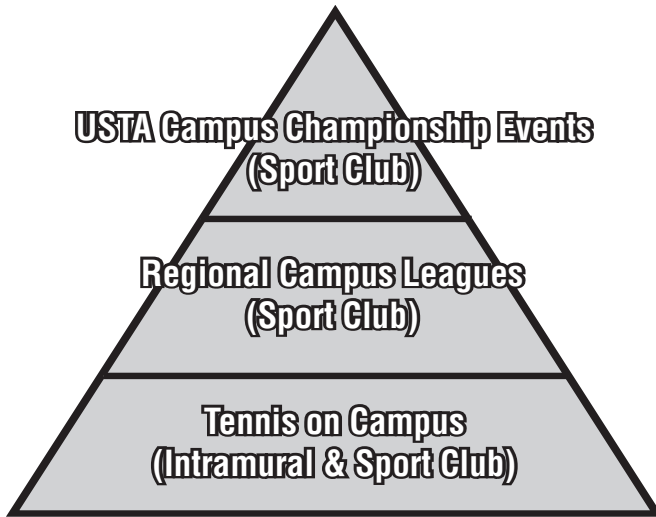 USTA Campus Championship Events
(Sport Club)
Regional Campus Leagues
(Sport Club)
Tennis on Campus
(Intramural & Sport Club)